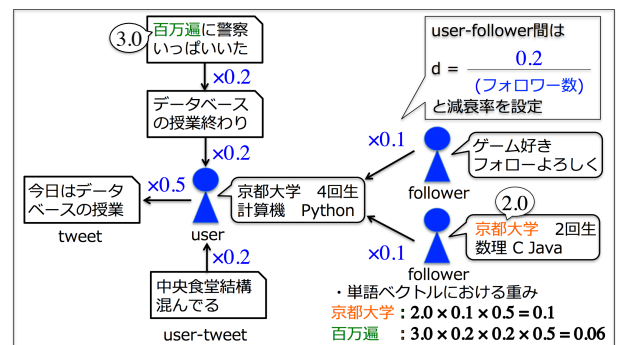 3.0
百万遍に警察
いっぱいいた
×0.2
データベース
の授業終わり
×0.2
今日はデータ
ベースの授業
tweet
×0.5
user
京都大学 4回生
計算機 Python
×0.2
中央食堂結構
混んでる
user-tweet
user-follower間は
d = 0.2
(フォロワー数)
と減衰率を設定
×0.1
ゲーム好き
フォローよろしく
follower
2.0
京都大学 2回生
数理 C Java
×0.1
follower
・単語ベクトルにおける重み
京都大学：2.0 × 0.1 × 0.5 = 0.1
百万遍 ：3.0 × 0.2 × 0.2 × 0.5 = 0.06